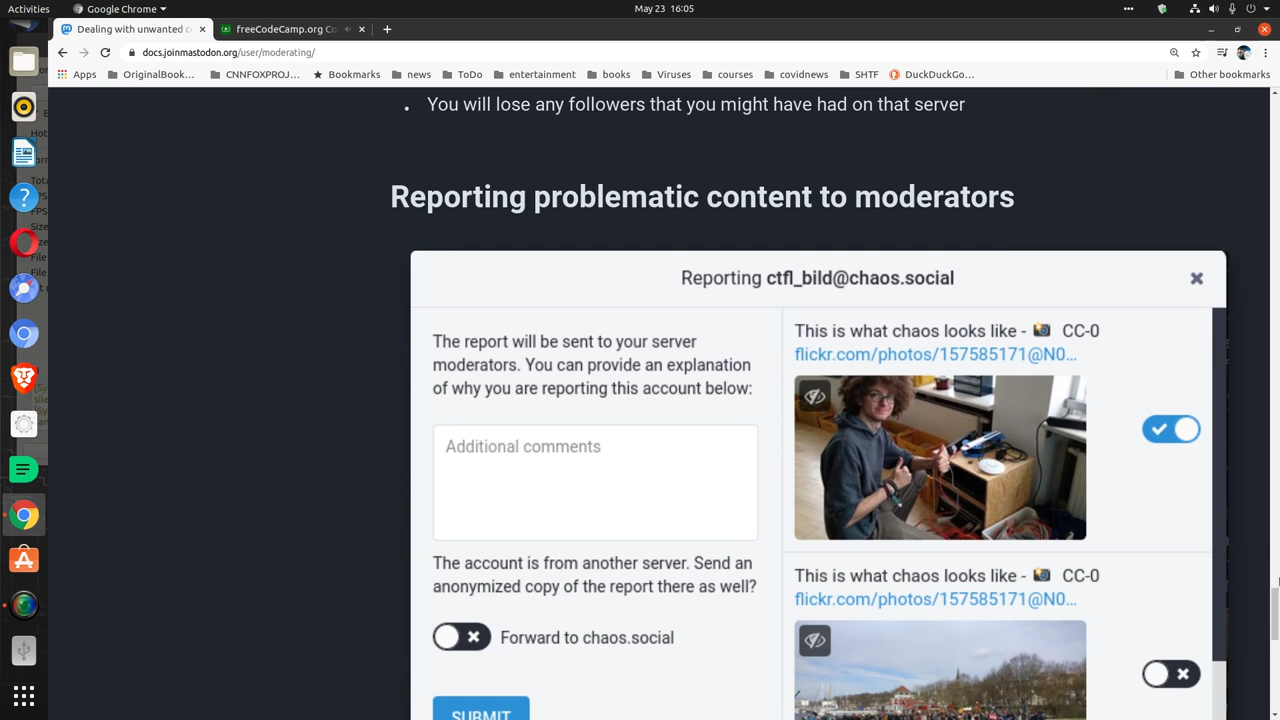 Activities
Google Chrome
May 23 16:05
Dealing with unwanted c
freeCodeCamp.org Co
docs.joinmastodon.org/user/moderating/
Apps
OriginalBook…
CNNFOXPROJ…
Bookmarks
news
ToDo
entertainment
books
Viruses
courses
covidnews
SHTF
DuckDuckGo…
Other bookmarks
• You will lose any followers that you might have had on that server
Reporting problematic content to moderators
Reporting ctfl_bild@chaos.social
The report will be sent to your server
moderators. You can provide an explanation
of why you are reporting this account below:
Additional comments
The account is from another server. Send an
anonymized copy of the report there as well?
Forward to chaos.social
SUBMIT
This is what chaos looks like - 📸 CC-0
flickr.com/photos/157585171@N0…
This is what chaos looks like - 📸 CC-0
flickr.com/photos/157585171@N0…